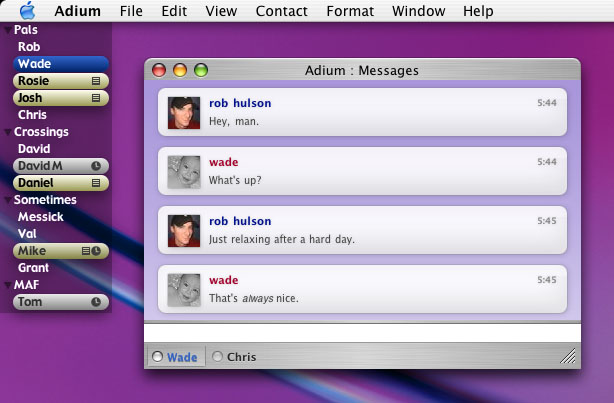 Adium File Edit View Contact Format Window Help
Pals
Rob
Wade
Rosie
Josh
Chris
Crossings
David
David M
Daniel
Sometimes
Messick
Val
Mike
Grant
MAF
Tom
Adium : Messages
rob hulson 5:44
Hey, man.
wade 5:44
What's up?
rob hulson 5:45
Just relaxing after a hard day.
wade 5:45
That's always nice.
Wade Chris